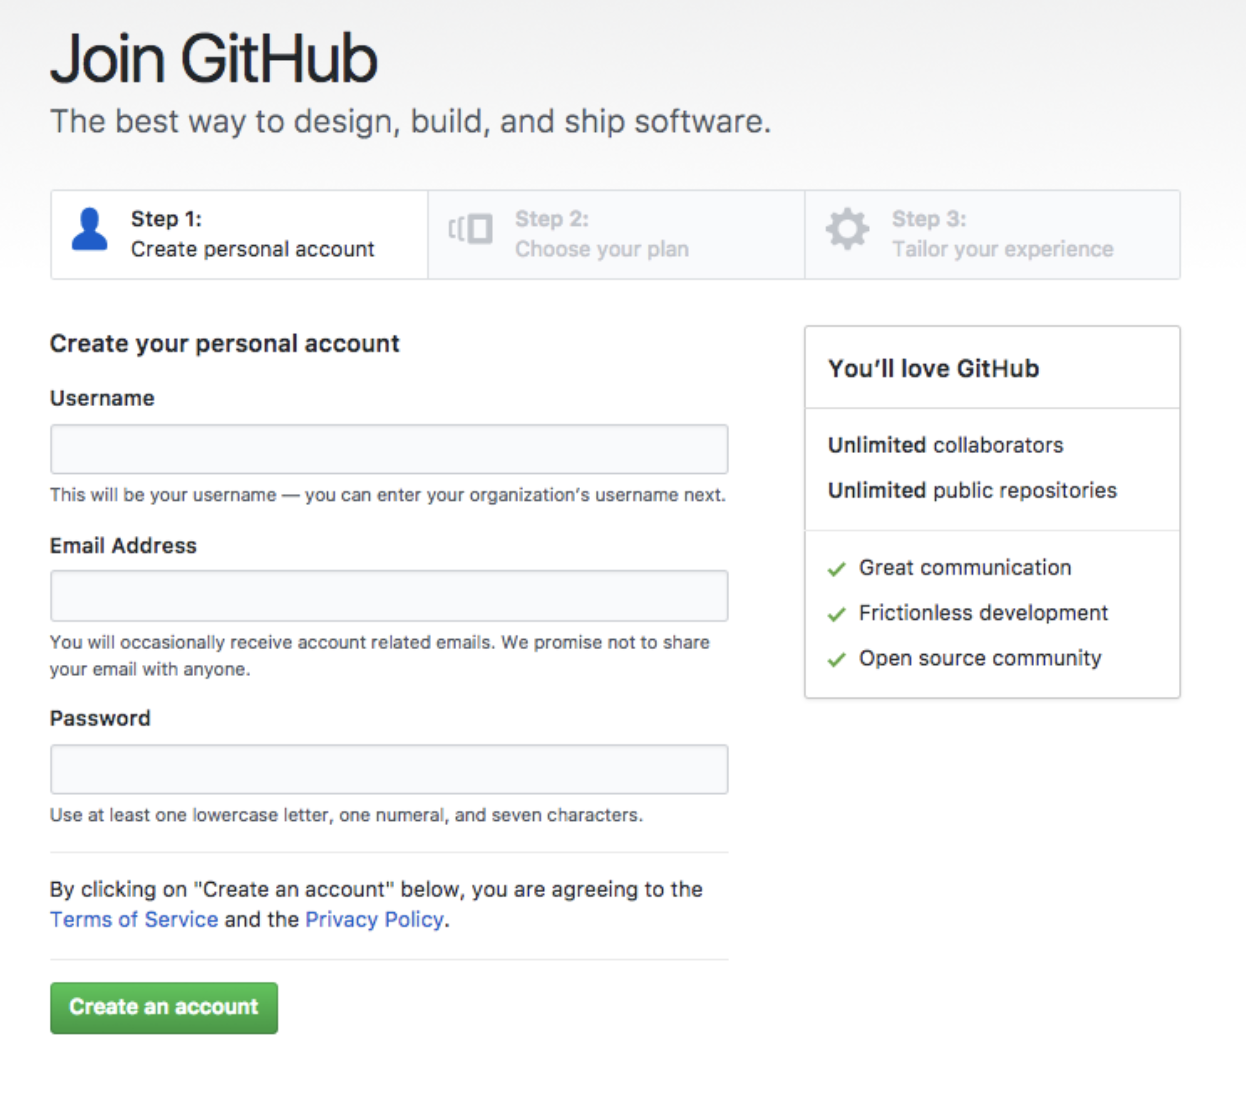 Join GitHub
The best way to design, build, and ship software.
Step 1:
Create personal account
Step 2:
Choose your plan
Step 3:
Tailor your experience
Create your personal account
Username
This will be your username — you can enter your organization’s username next.
Email Address
You will occasionally receive account related emails. We promise not to share
your email with anyone.
Password
Use at least one lowercase letter, one numeral, and seven characters.
By clicking on "Create an account" below, you are agreeing to the
Terms of Service and the Privacy Policy.
Create an account
You’ll love GitHub
Unlimited collaborators
Unlimited public repositories
Great communication
Frictionless development
Open source community